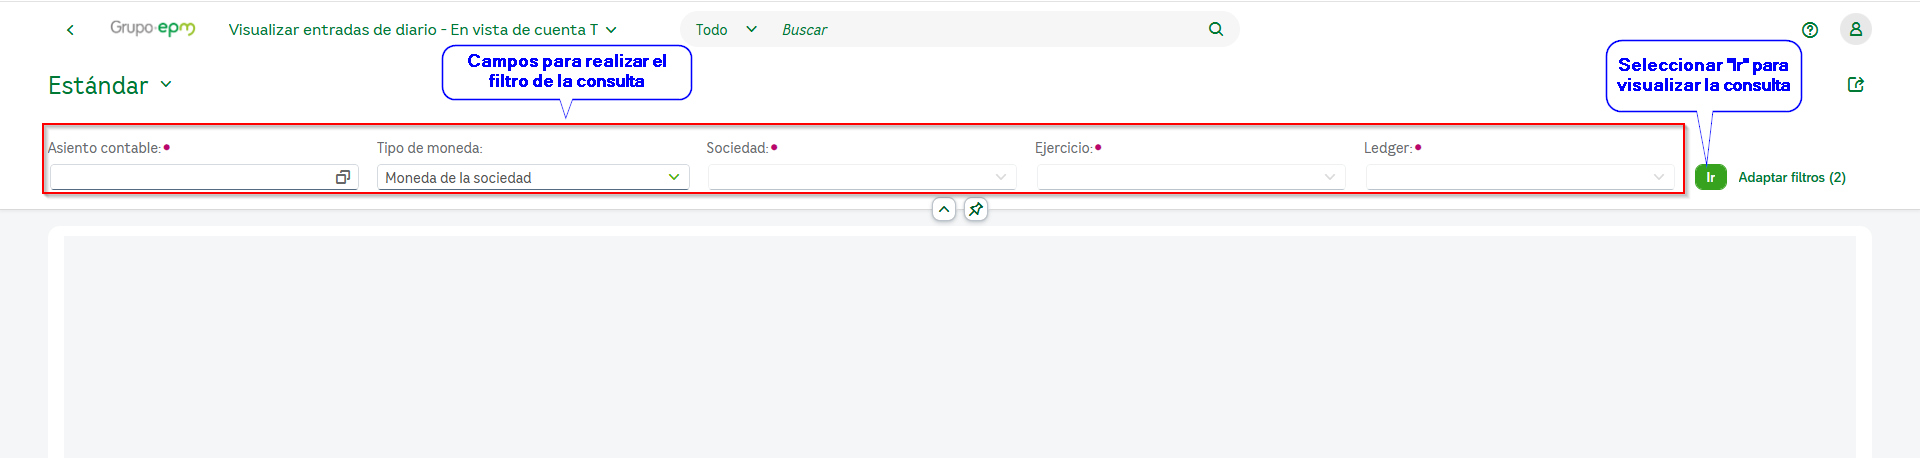 Grupo·epm
Visualizar entradas de diario - En vista de cuenta T
Todo
Buscar
Campos para realizar el
filtro de la consulta
Seleccionar "Ir" para
visualizar la consulta
Estándar
Asiento contable:
Tipo de moneda:
Sociedad:
Ejercicio:
Ledger:
Moneda de la sociedad
Ir
Adaptar filtros (2)